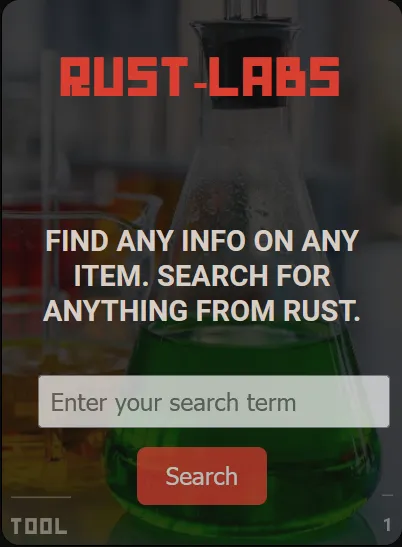 RUST-LABS
FIND ANY INFO ON ANY
ITEM. SEARCH FOR
ANYTHING FROM RUST.
Enter your search term
Search
TOOL
1